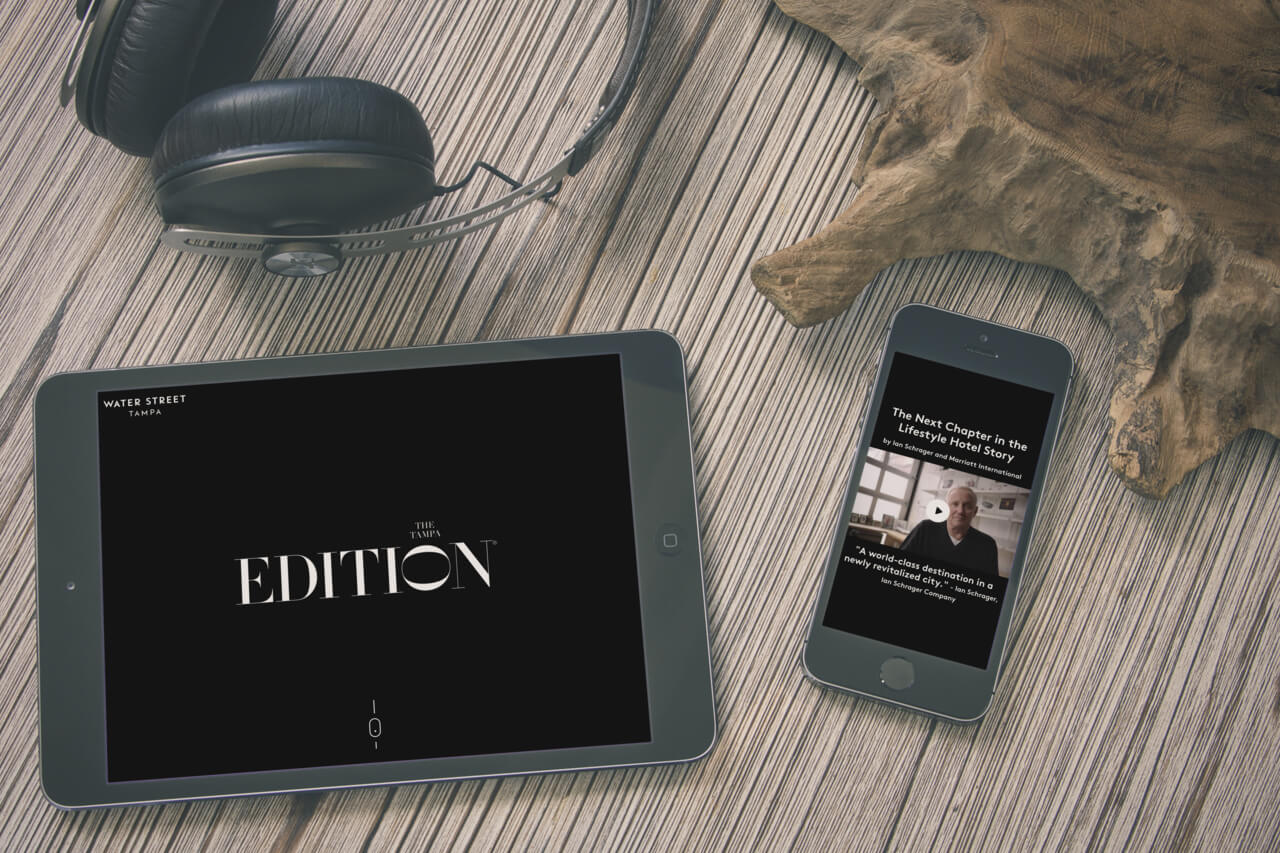 WATER STREET
TAMPA
THE
TAMPA
EDITION®
The Next Chapter in the
Lifestyle Hotel Story
by Ian Schrager and Marriott International
"A world-class destination in a
newly revitalized city." - Ian Schrager,
Ian Schrager Company